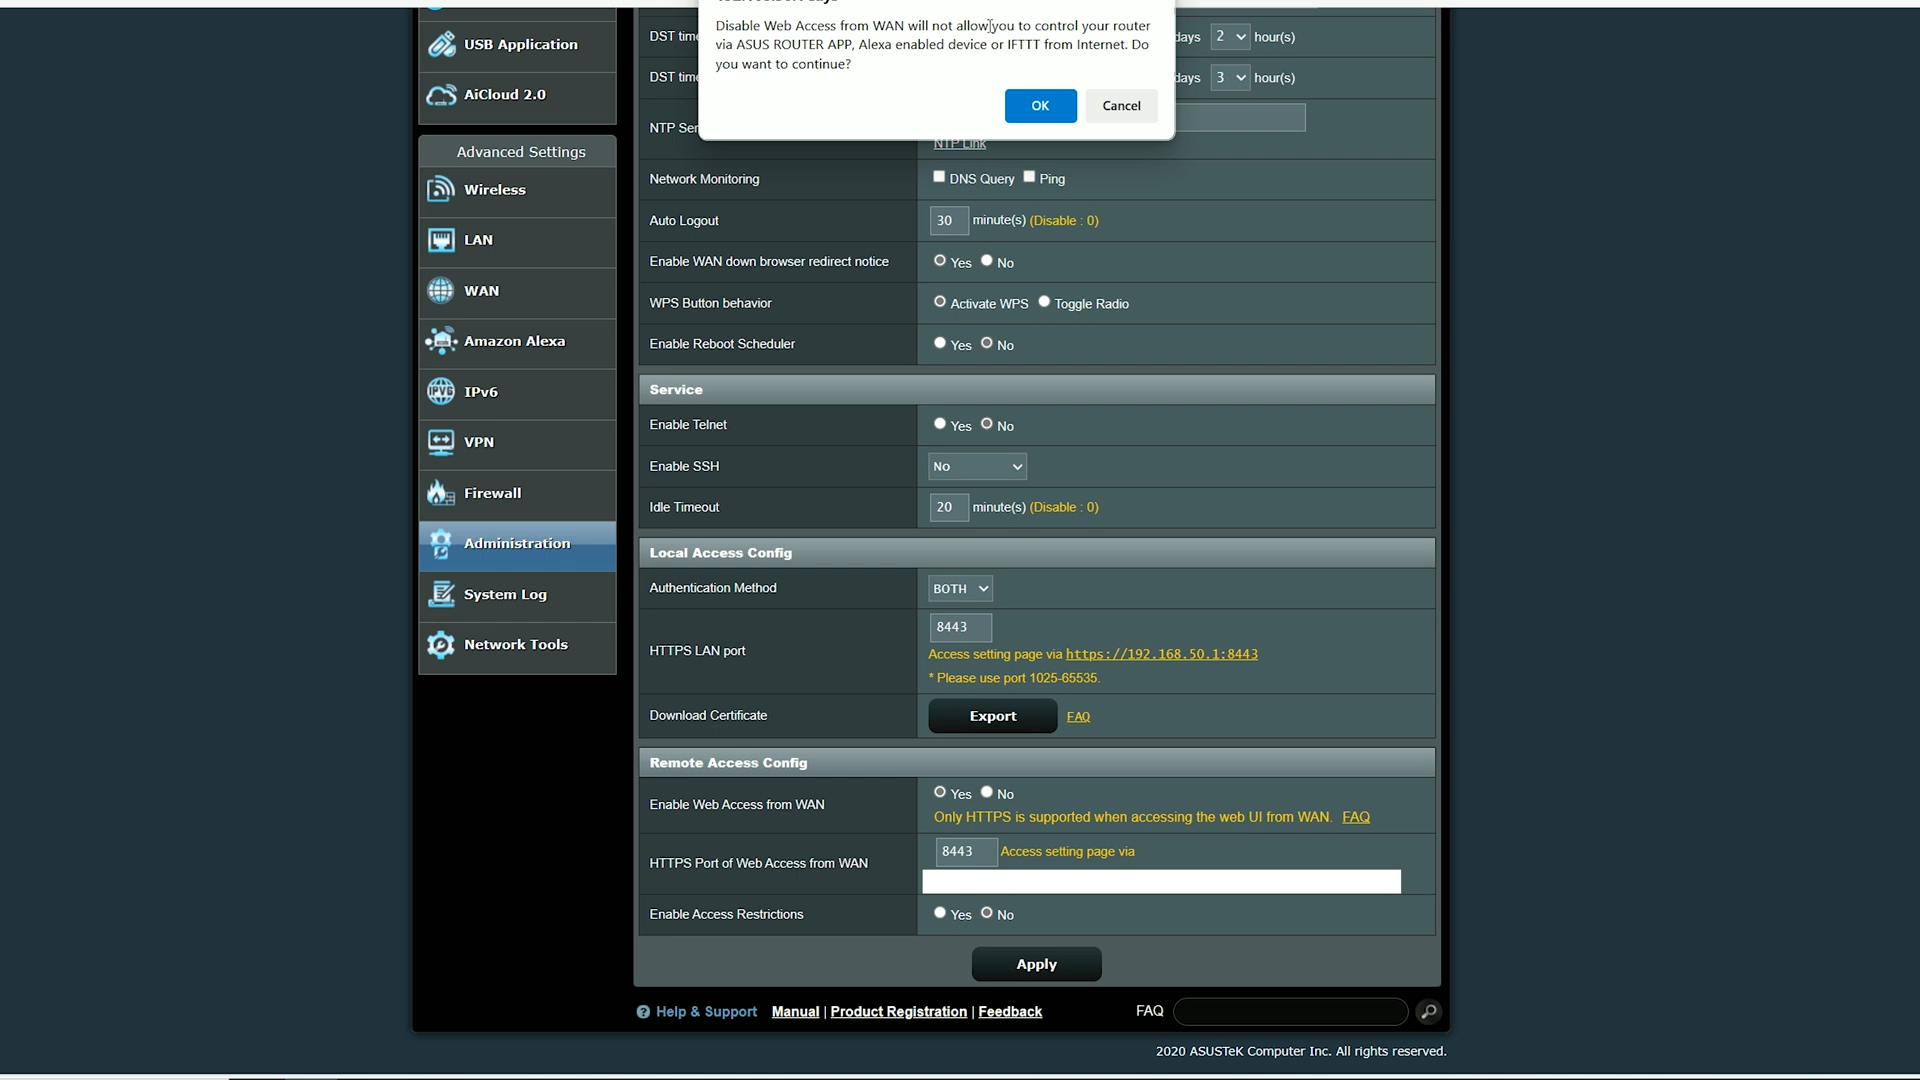 Disable Web Access from WAN will not allow you to control your router
via ASUS ROUTER APP, Alexa enabled device or IFTTT from Internet. Do
you want to continue?
OK
Cancel
USB Application
AiCloud 2.0
Advanced Settings
Wireless
LAN
WAN
Amazon Alexa
IPv6
VPN
Firewall
Administration
System Log
Network Tools
DST
days 2 hour(s)
DST
days 3 hour(s)
NTP
NTP Link
Network Monitoring
DNS Query Ping
Auto Logout
30 minute(s) (Disable : 0)
Enable WAN down browser redirect notice
Yes No
WPS Button behavior
Activate WPS Toggle Radio
Enable Reboot Scheduler
Yes No
Service
Enable Telnet
Yes No
Enable SSH
No
Idle Timeout
20 minute(s) (Disable : 0)
Local Access Config
Authentication Method
BOTH
HTTPS LAN port
8443
Access setting page via https://192.168.50.1:8443
* Please use port 1025-65535.
Download Certificate
Export FAQ
Remote Access Config
Enable Web Access from WAN
Yes No
Only HTTPS is supported when accessing the web UI from WAN. FAQ
HTTPS Port of Web Access from WAN
8443 Access setting page via
Enable Access Restrictions
Yes No
Apply
? Help & Support Manual | Product Registration | Feedback
FAQ
2020 ASUSTeK Computer Inc. All rights reserved.